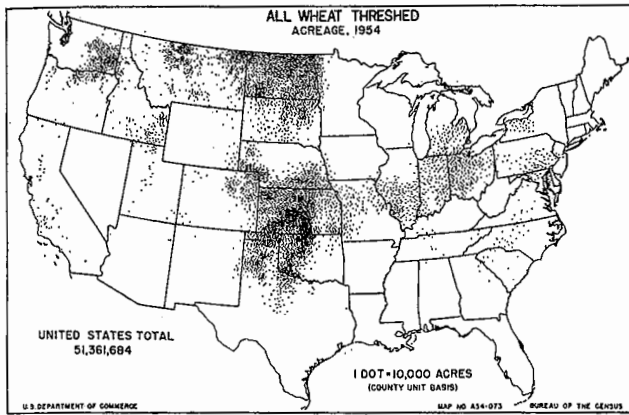 ALL WHEAT THRESHED
ACREAGE, 1954
UNITED STATES TOTAL
51,361,684
1 DOT=10,000 ACRES
(COUNTY UNIT BASIS)
U.S. DEPARTMENT OF COMMERCE
MAP NO A54-073
BUREAU OF THE CENSUS